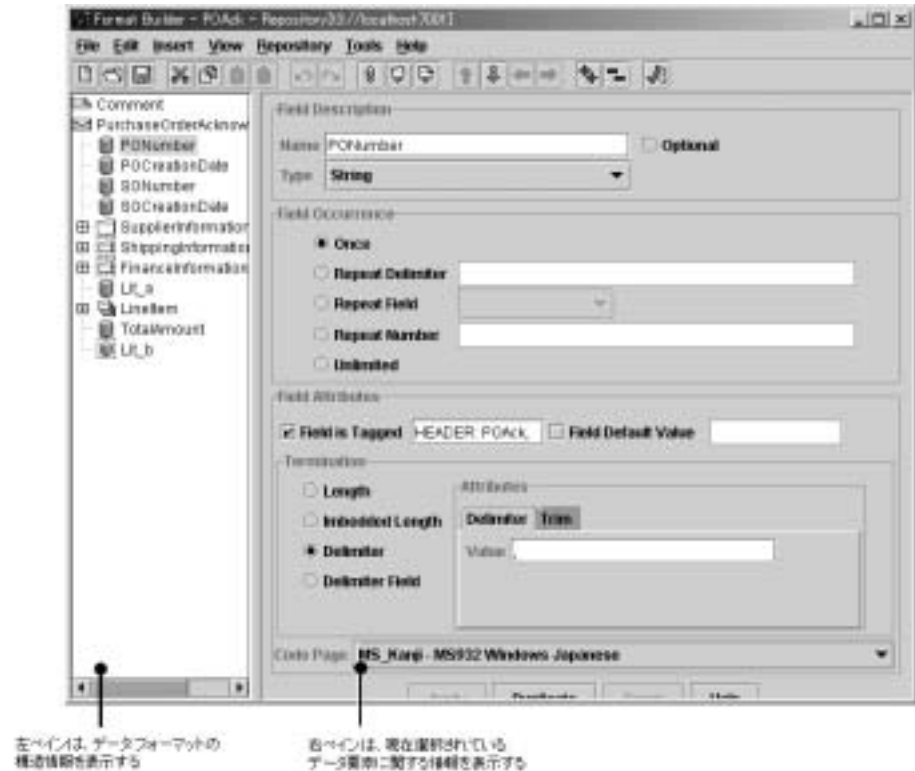 Format Builder - POAck -
File Edit Insert View Repository Tools Help
Comment
PurchaseOrderAcknow
PONumber
POCreationDate
SONumber
SOCreationDate
SupplierInformation
ShippingInformatio
FinanceInformation
Lit_a
LineItem
TotalAmount
Lit_b
Field Description
Name PONumber Optional
Type String
Field Occurrence
Once
Repeat Delimiter
Repeat Field
Repeat Number
Unlimited
Field Attributes
Field is Tagged HEADER: POAck, Field Default Value
Termination
Length
Imbedded Length
Delimiter
Delimiter Field
Attributes
Delimiter Trim
Value ,
Code Page MS_Kanji - MS932 Windows Japanese
Duplicate Help
左ペインは、データフォーマットの
構造情報を表示する
右ペインは、現在選択されている
データ要素に関する情報を表示する